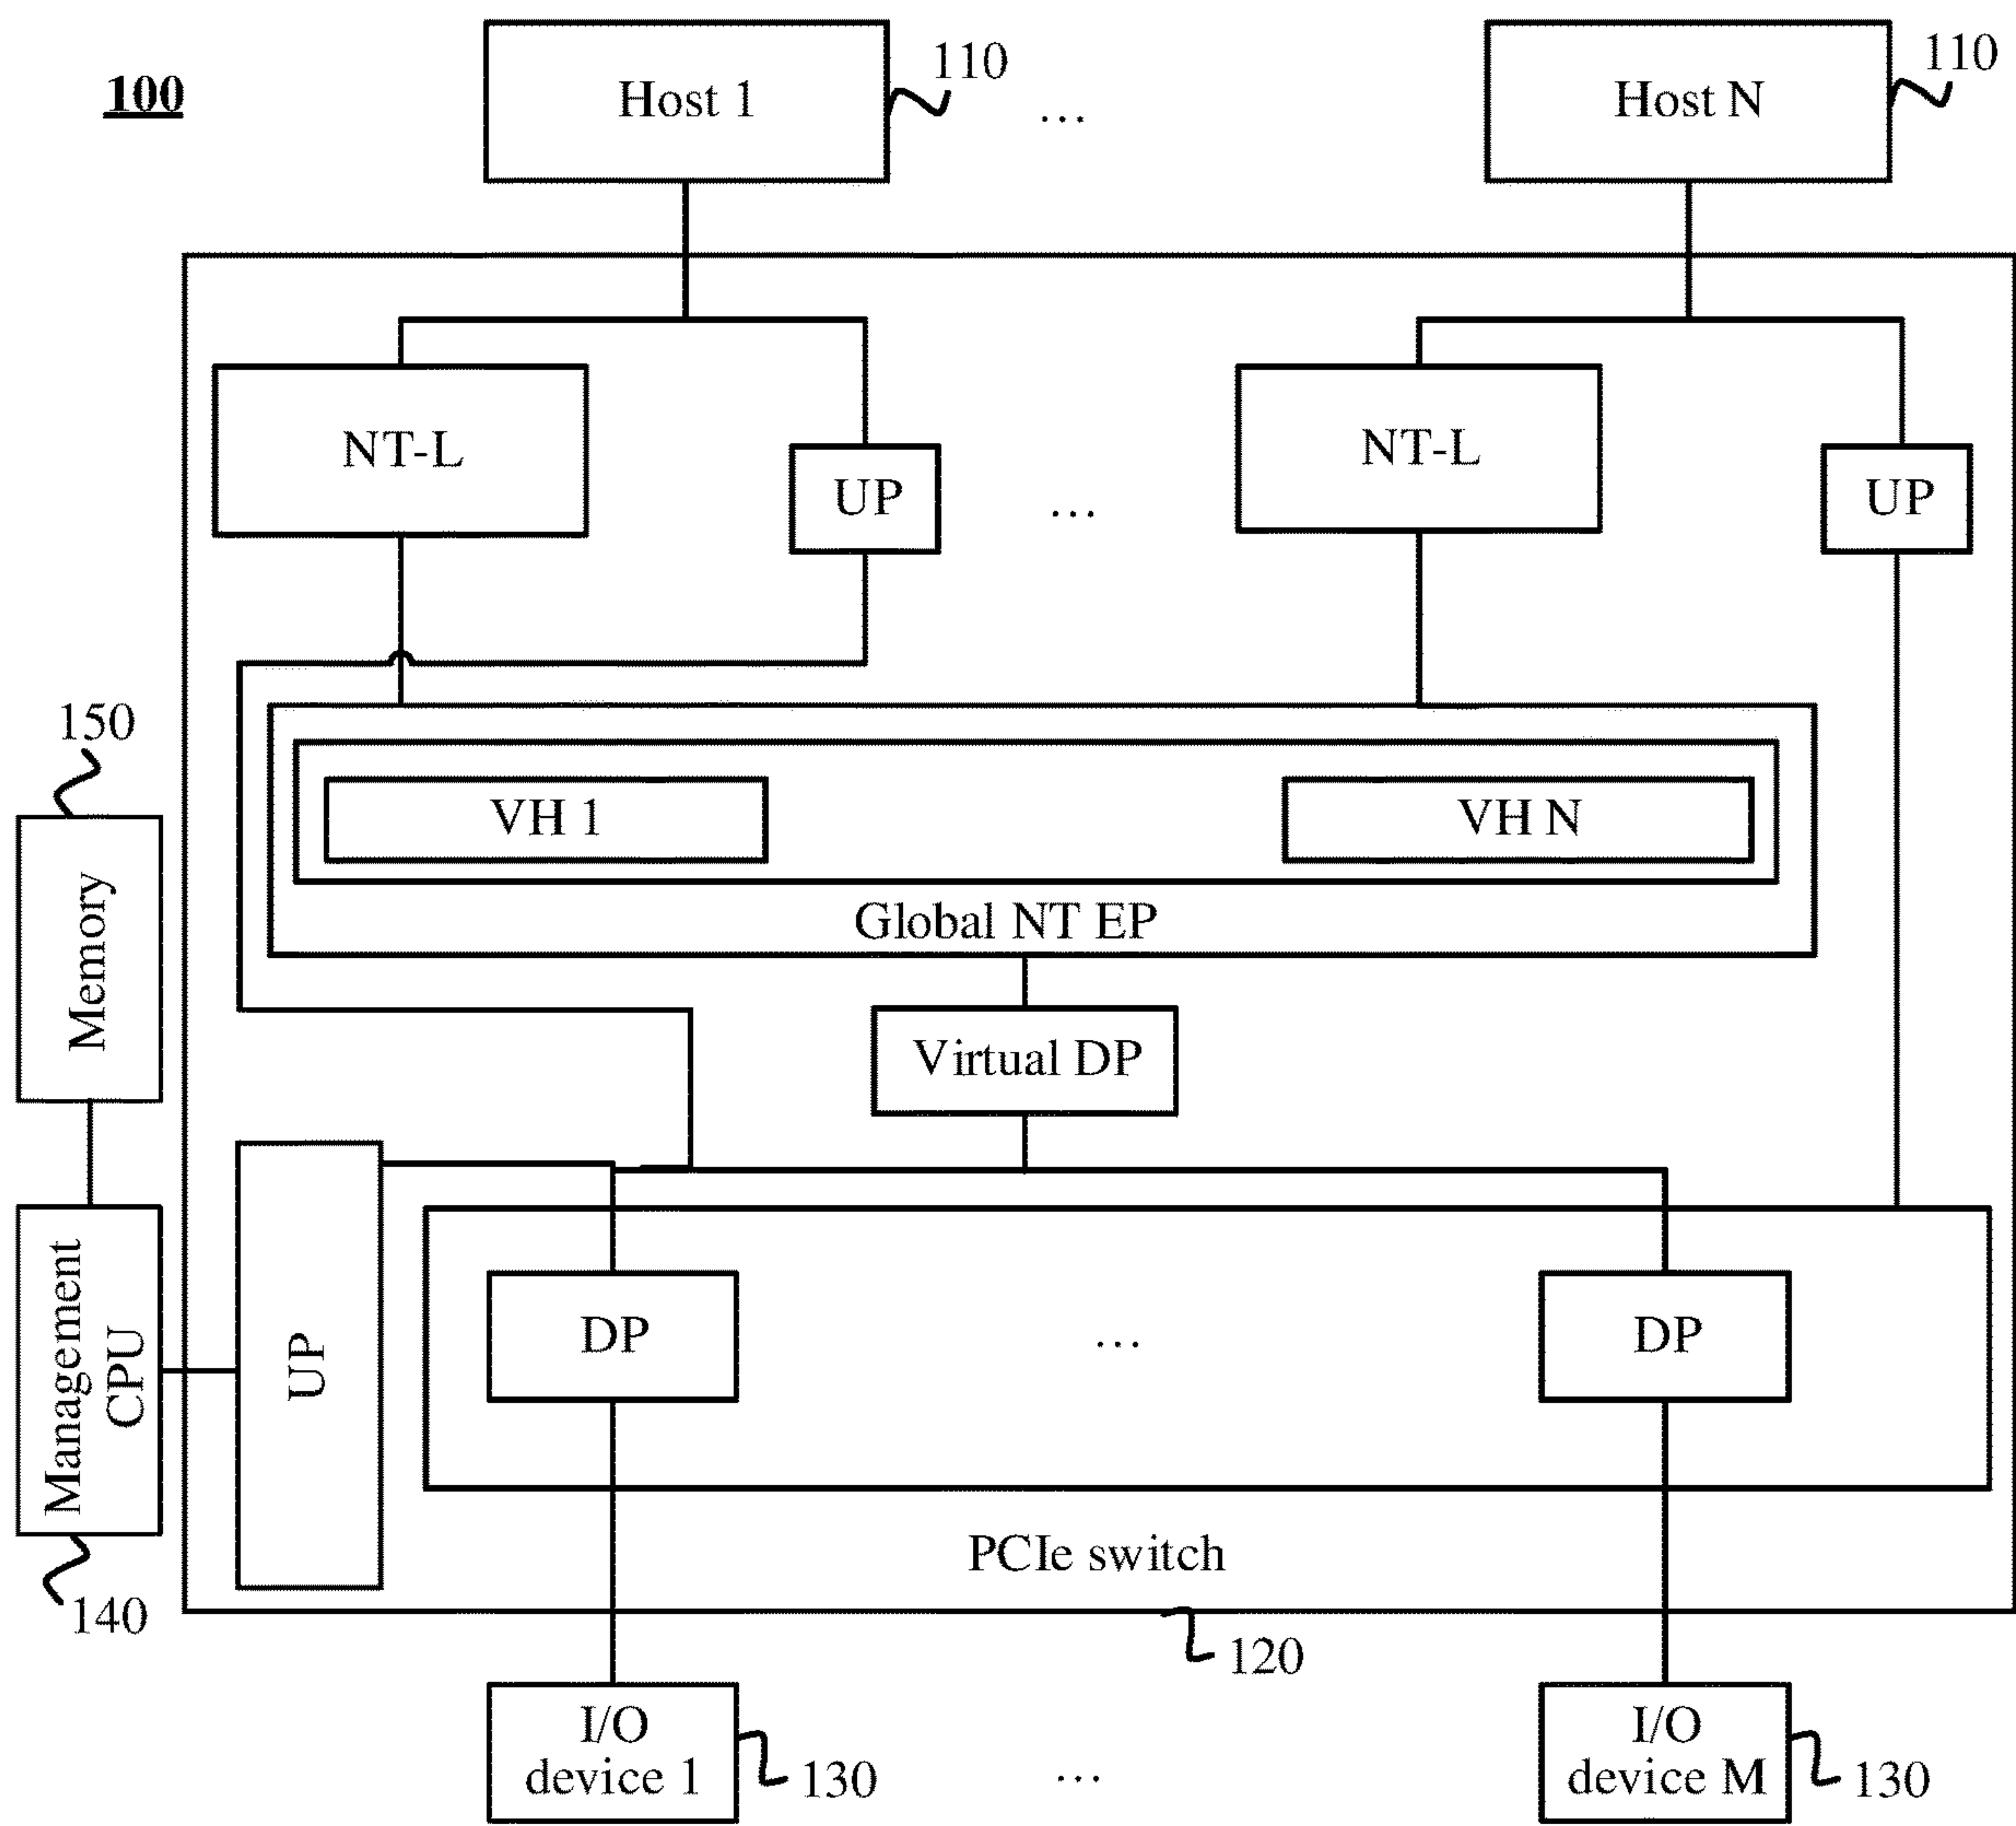 100
Host 1
110
...
Host N
110
NT-L
UP
...
NT-L
UP
150
Memory
VH 1
VH N
Global NT EP
Virtual DP
Management
CPU
140
UP
DP
...
DP
PCIe switch
120
I/O
device 1
130
...
I/O
device M
130